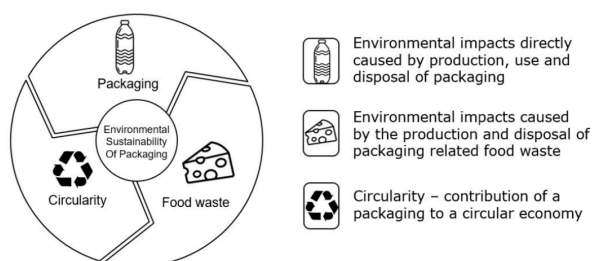 Packaging
Environmental
Sustainability
Of Packaging
Circularity
Food waste
Environmental impacts directly
caused by production, use and
disposal of packaging
Environmental impacts caused
by the production and disposal of
packaging related food waste
Circularity – contribution of a
packaging to a circular economy